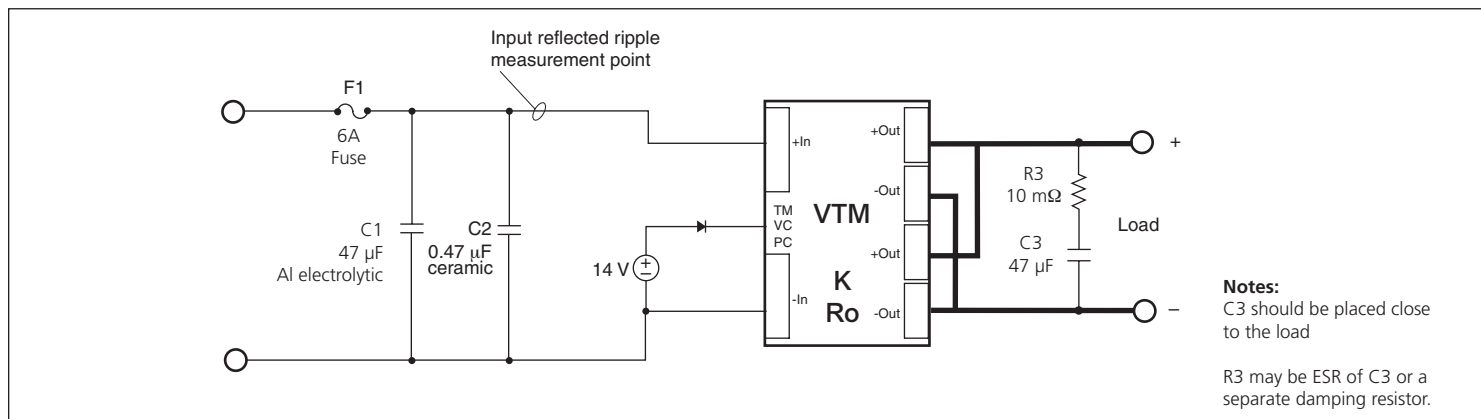 Input reflected ripple
measurement point
F1
6A
Fuse
C1
47 µF
Al electrolytic
C2
0.47 µF
ceramic
14 V
+
–
+In
TM
VC
PC
-In
VTM
K
Ro
+Out
-Out
+Out
-Out
R3
10 mΩ
C3
47 µF
+
Load
–
Notes:
C3 should be placed close
to the load
R3 may be ESR of C3 or a
separate damping resistor.